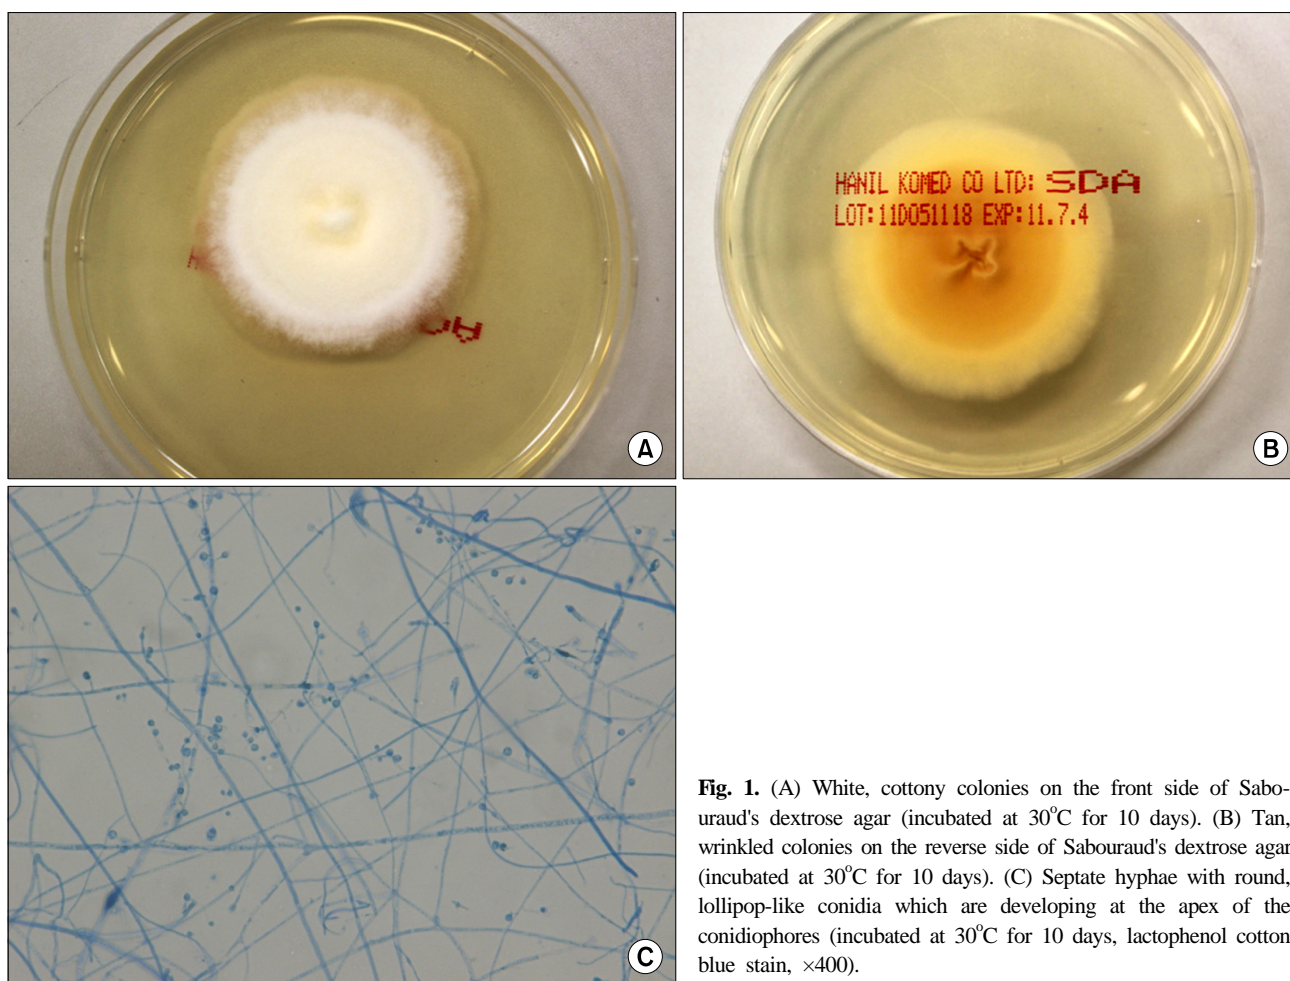 A
HANIL KOMED CO LTD: SDA
LOT:11D051118 EXP:11.7.4
B
C
Fig. 1. (A) White, cottony colonies on the front side of Sabo-
uraud's dextrose agar (incubated at 30°C for 10 days). (B) Tan,
wrinkled colonies on the reverse side of Sabouraud's dextrose agar
(incubated at 30°C for 10 days). (C) Septate hyphae with round,
lollipop-like conidia which are developing at the apex of the
conidiophores (incubated at 30°C for 10 days, lactophenol cotton
blue stain, ×400).